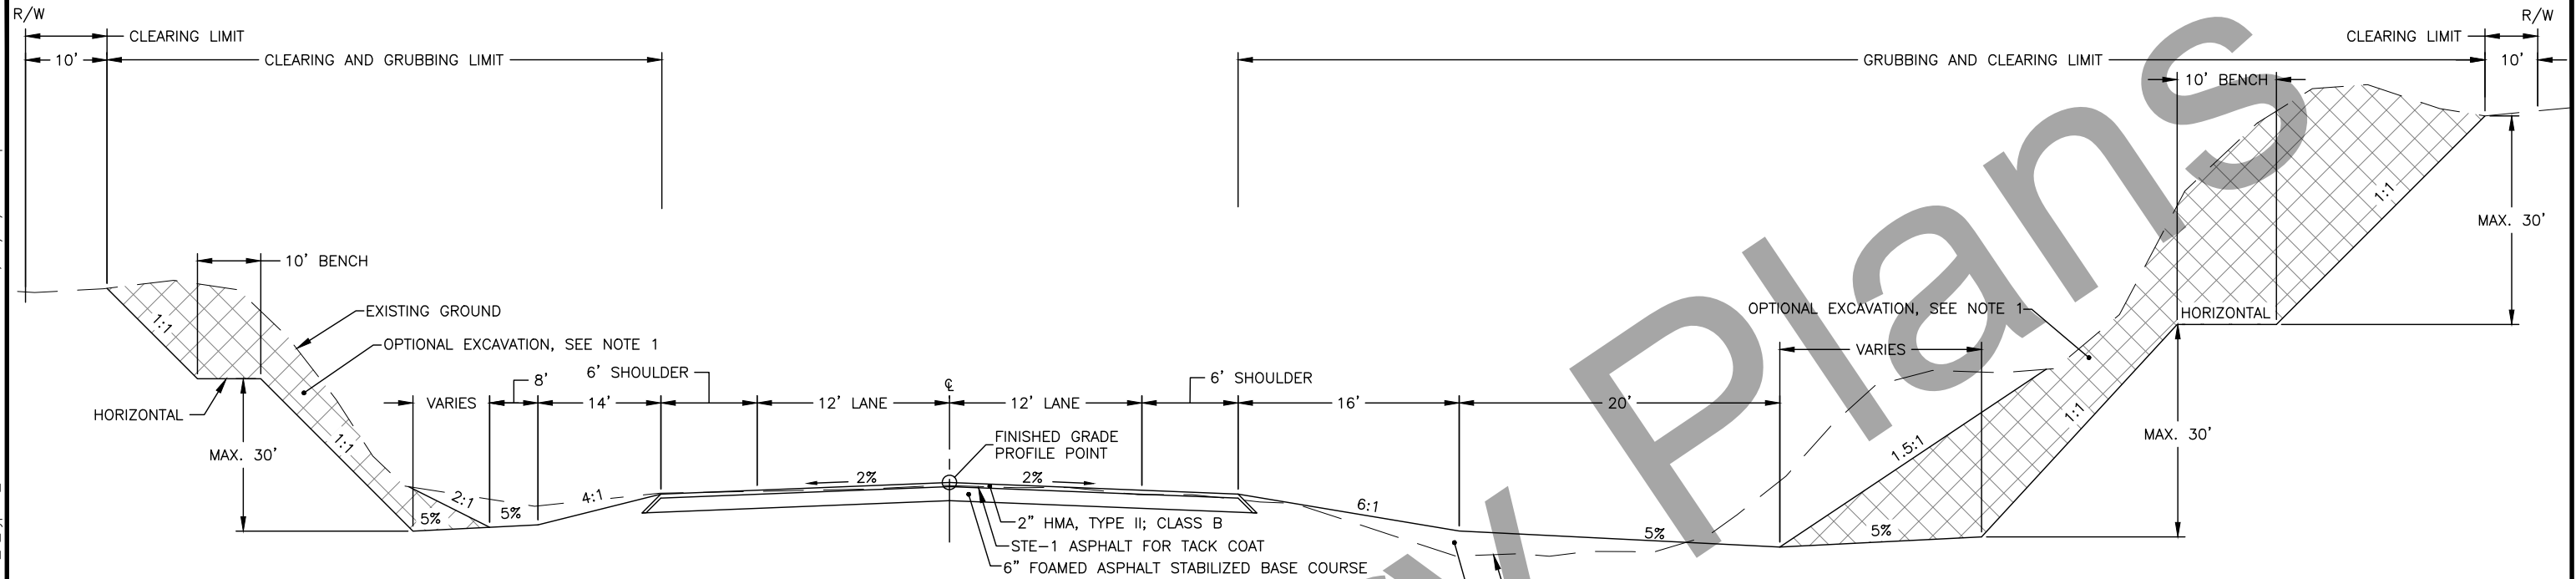 R/W
R/W
CLEARING LIMIT
CLEARING LIMIT
10'
CLEARING AND GRUBBING LIMIT
GRUBBING AND CLEARING LIMIT
10'
10' BENCH
1:1
MAX. 30'
10' BENCH
EXISTING GROUND
OPTIONAL EXCAVATION, SEE NOTE 1
HORIZONTAL
1:1
OPTIONAL EXCAVATION, SEE NOTE 1
VARIES
8'
6' SHOULDER
℄
6' SHOULDER
HORIZONTAL
VARIES
14'
12' LANE
12' LANE
16'
20'
1:1
MAX. 30'
1:1
MAX. 30'
FINISHED GRADE
PROFILE POINT
1.5:1
2%
2%
2:1
4:1
6:1
5%
5%
5%
5%
2" HMA, TYPE II; CLASS B
STE-1 ASPHALT FOR TACK COAT
6" FOAMED ASPHALT STABILIZED BASE COURSE
Plans